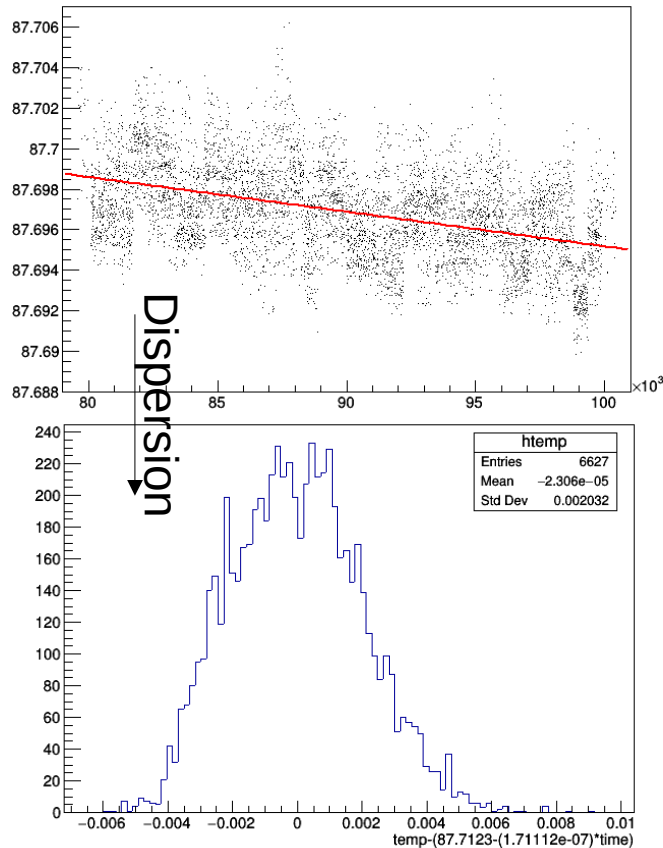 87.706
87.704
87.702
87.7
87.698
87.696
87.694
87.692
87.69
87.688
80 85 90 95 100 ×10³
Dispersion
240
220
200
180
160
140
120
100
80
60
40
20
0
htemp
Entries 6627
Mean −2.306e−05
Std Dev 0.002032
−0.006 −0.004 −0.002 0 0.002 0.004 0.006 0.008 0.01
temp-(87.7123-(1.71112e-07)*time)